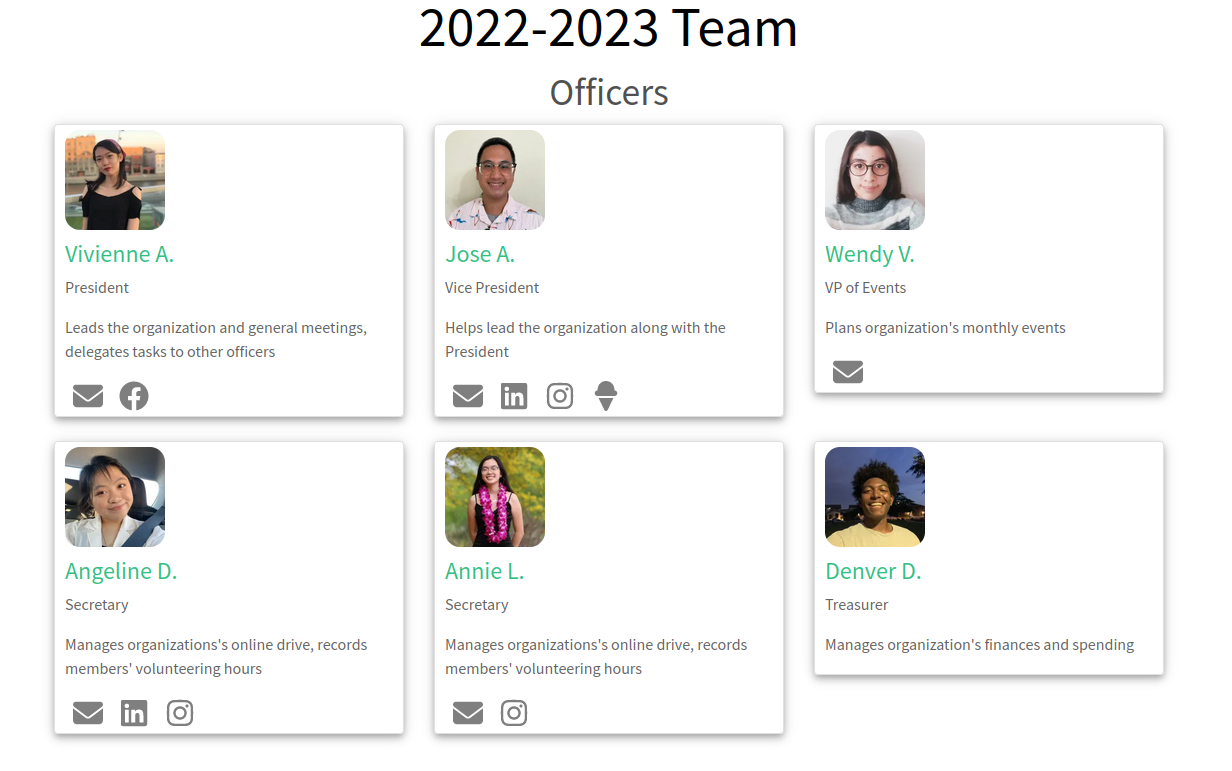 2022-2023 Team
Officers
Vivienne A.
President
Leads the organization and general meetings,
delegates tasks to other officers
Jose A.
Vice President
Helps lead the organization along with the
President
in
Wendy V.
VP of Events
Plans organization's monthly events
Angeline D.
Secretary
Manages organizations's online drive, records
members' volunteering hours
in
Annie L.
Secretary
Manages organizations's online drive, records
members' volunteering hours
Denver D.
Treasurer
Manages organization's finances and spending